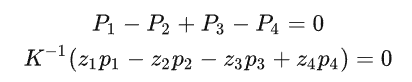 P₁ − P₂ + P₃ − P₄ = 0
K⁻¹(z₁p₁ − z₂p₂ − z₃p₃ + z₄p₄) = 0